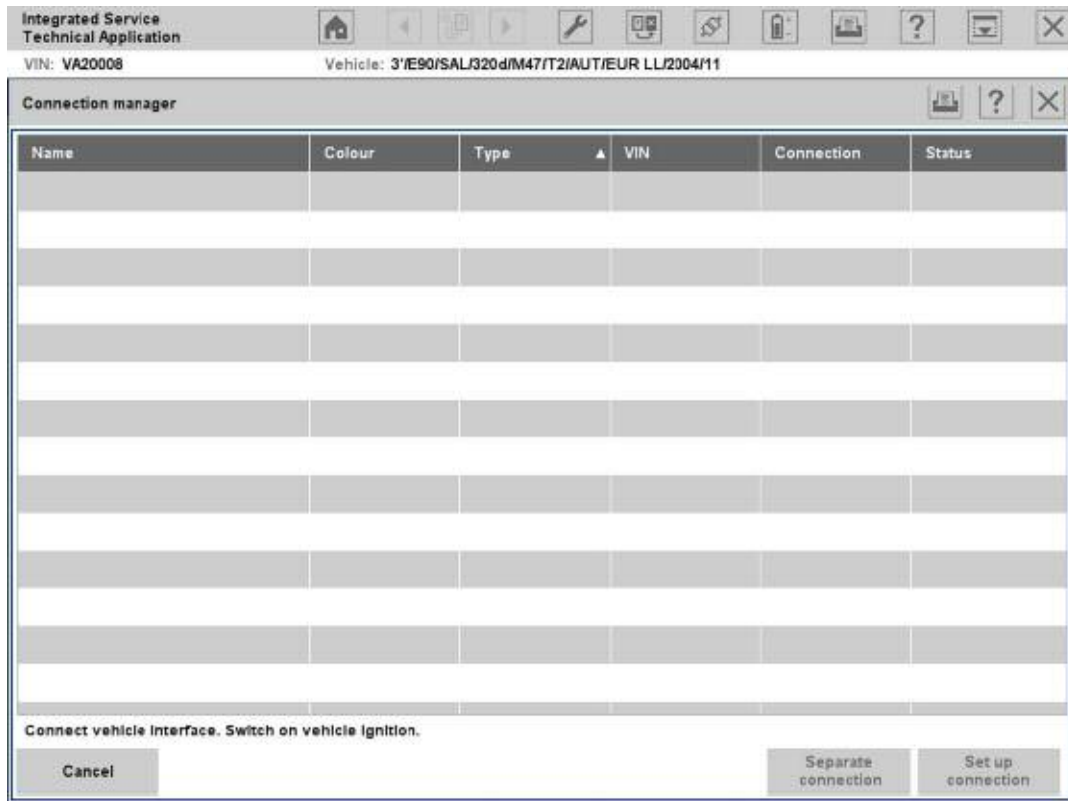 Integrated Service
Technical Application
VIN: VA20008 Vehicle: 3'/E90/SAL/320d/M47/T2/AUT/EUR LL/2004/11
Connection manager
Name Colour Type VIN Connection Status
Connect vehicle interface. Switch on vehicle ignition.
Cancel Separate connection Set up connection